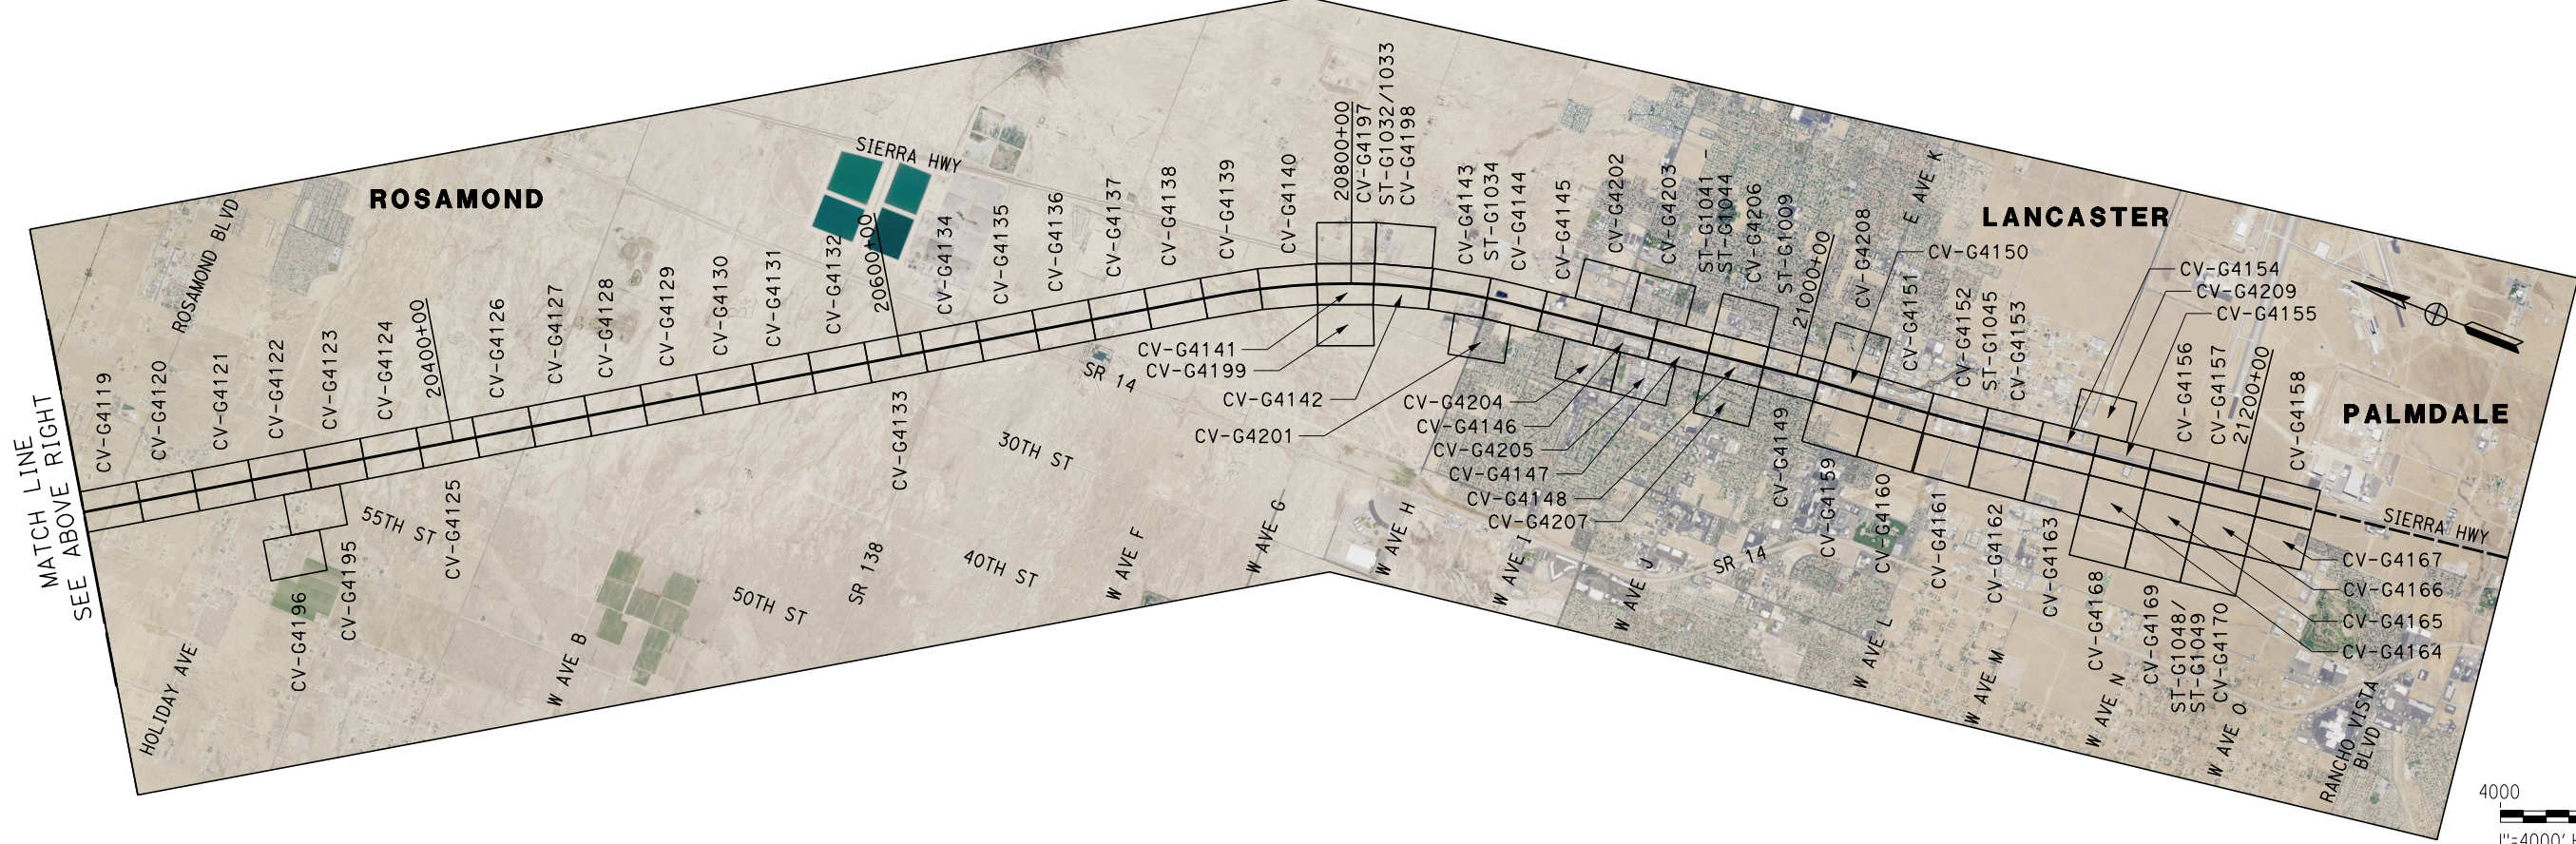 ROSAMOND
LANCASTER
PALMDALE
MATCH LINE
SEE ABOVE RIGHT
ROSAMOND BLVD
SIERRA HWY
CV-G4119
CV-G4120
CV-G4121
CV-G4122
CV-G4123
CV-G4124
20400+00
CV-G4126
CV-G4127
CV-G4128
CV-G4129
CV-G4130
CV-G4131
CV-G4132
20600+00
CV-G4134
CV-G4135
CV-G4136
CV-G4137
CV-G4138
CV-G4139
CV-G4140
20800+00
CV-G4197
ST-G1032/1033
CV-G4198
CV-G4143
ST-G1034
CV-G4144
CV-G4145
CV-G4202
CV-G4203
ST-G1041 -
ST-G1044
CV-G4206
ST-G1009
21000+00
CV-G4208
E AVE K
CV-G4150
CV-G4151
CV-G4152
ST-G1045
CV-G4153
CV-G4154
CV-G4209
CV-G4155
CV-G4156
CV-G4157
21200+00
CV-G4158
CV-G4141
CV-G4199
CV-G4142
CV-G4201
CV-G4204
CV-G4146
CV-G4205
CV-G4147
CV-G4148
CV-G4207
CV-G4149
CV-G4159
CV-G4160
CV-G4161
CV-G4162
CV-G4163
CV-G4168
CV-G4169
ST-G1048/
ST-G1049
CV-G4170
CV-G4167
CV-G4166
CV-G4165
CV-G4164
SIERRA HWY
CV-G4133
CV-G4125
CV-G4195
CV-G4196
55TH ST
50TH ST
40TH ST
30TH ST
SR 14
SR 138
SR 14
HOLIDAY AVE
W AVE B
W AVE F
W AVE G
W AVE H
W AVE I
W AVE J
W AVE L
W AVE M
W AVE N
W AVE O
RANCHO VISTA
BLVD
4000
1"=4000'